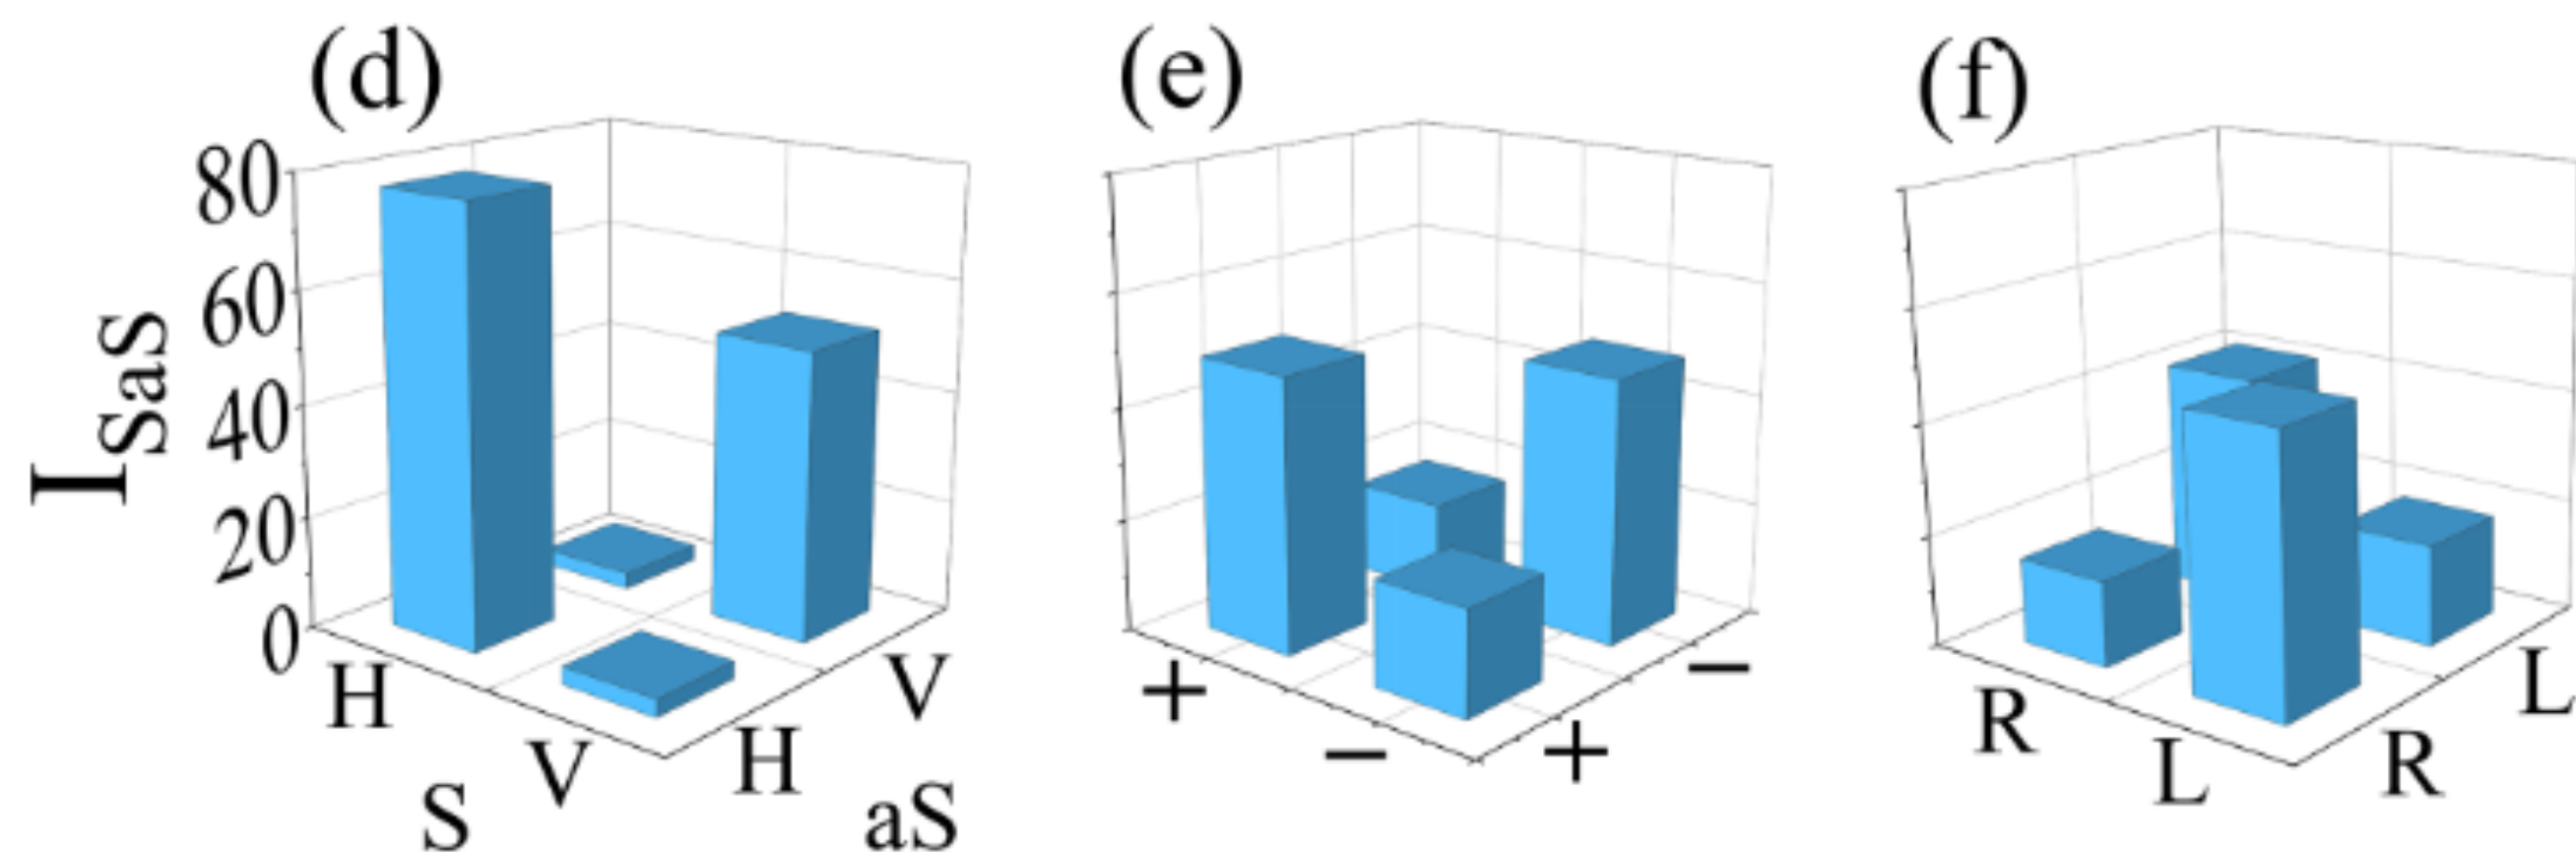 (d) (e) (f)
80
60
40
20
0
I_SaS
H V H V
S aS
+ − + −
R L R L